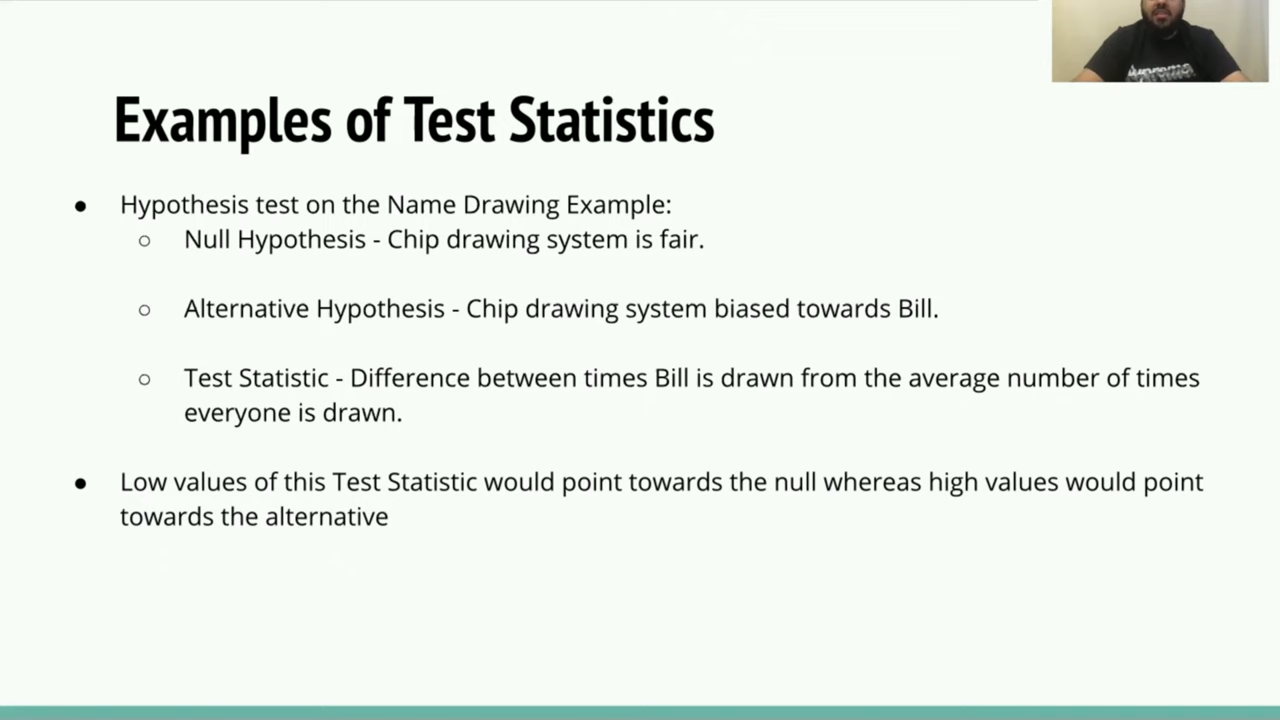 Examples of Test Statistics
● Hypothesis test on the Name Drawing Example:
○ Null Hypothesis - Chip drawing system is fair.
○ Alternative Hypothesis - Chip drawing system biased towards Bill.
○ Test Statistic - Difference between times Bill is drawn from the average number of times
everyone is drawn.
● Low values of this Test Statistic would point towards the null whereas high values would point
towards the alternative